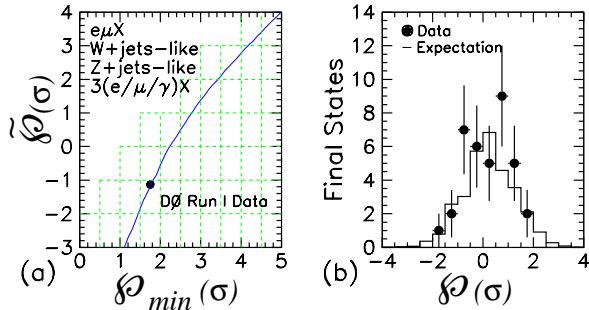 eμX
W+jets-like
Z+jets-like
3(e/μ/γ)X
DØ Run I Data
4
3
2
1
0
−1
−2
−3
℘̃(σ)
0 1 2 3 4 5
(a)
℘min (σ)
Data
Expectation
14
12
10
8
6
4
2
0
Final States
−4 −2 0 2 4
(b)
℘(σ)